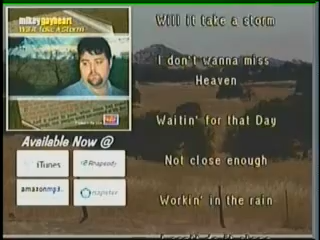 mikey gayheart
Will it take A storm
Available Now @
iTunes
Rhapsody
amazonmp3
Napster
Will it take a storm
I don't wanna miss
Heaven
Waitin' for that Day
Not close enough
Workin' in the rain